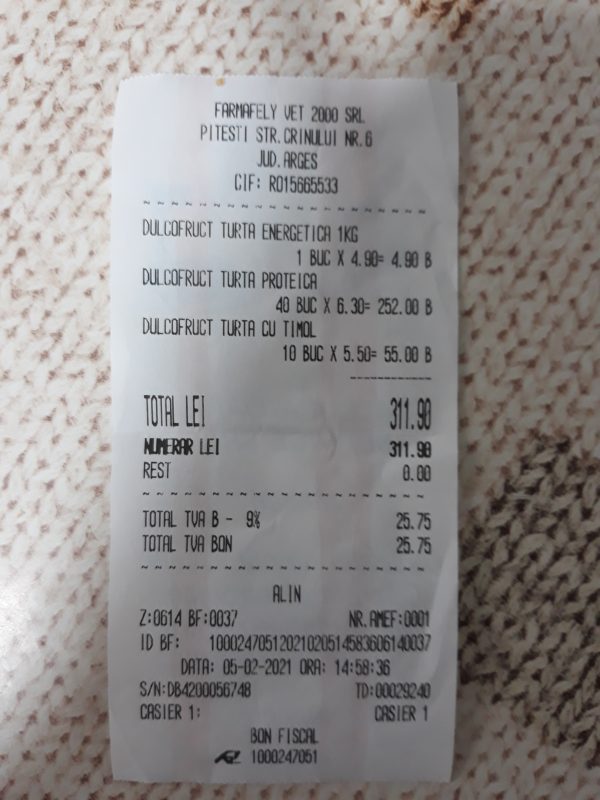 FARMAFELY VET 2000 SRL
PITESTI STR.CRINULUI NR.6
JUD.ARGES
CIF: RO15665533
DULCOFRUCT TURTA ENERGETICA 1KG
1 BUC X 4.90= 4.90 B
DULCOFRUCT TURTA PROTEICA
40 BUC X 6.30= 252.00 B
DULCOFRUCT TURTA CU TIMOL
10 BUC X 5.50= 55.00 B
TOTAL LEI 311.90
NUMERAR LEI 311.90
REST 0.00
TOTAL TVA B - 9% 25.75
TOTAL TVA BON 25.75
ALIN
Z:0614 BF:0037 NR.AMEF:0001
ID BF: 1000247051202102051458360614​0037
DATA: 05-02-2021 ORA: 14:58:36
S/N:DB4200056748 TD:00029240
CASIER 1: CASIER 1
BON FISCAL
1000247051